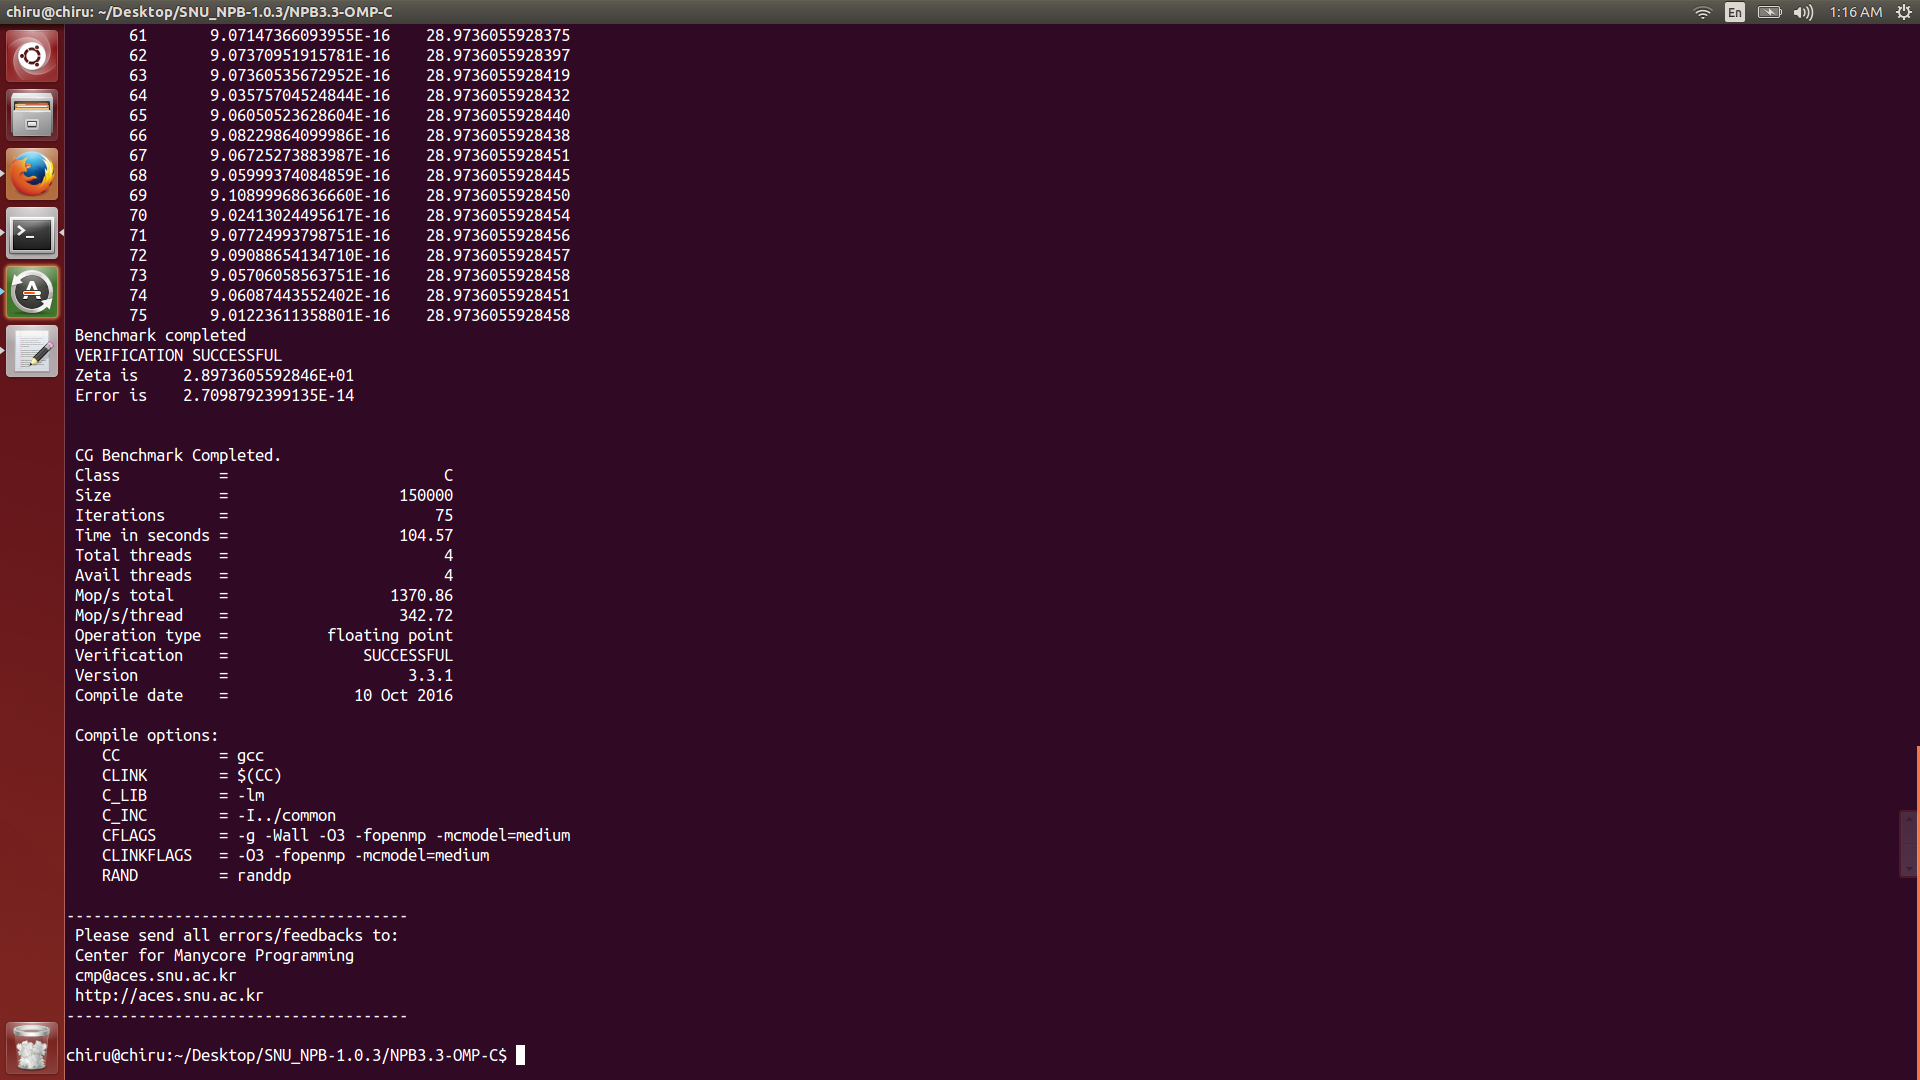 chiru@chiru: ~/Desktop/SNU_NPB-1.0.3/NPB3.3-OMP-C
En
1:16 AM
61 9.07147366093955E-16 28.9736055928375
62 9.07370951915781E-16 28.9736055928397
63 9.07360535672952E-16 28.9736055928419
64 9.03575704524844E-16 28.9736055928432
65 9.06050523628604E-16 28.9736055928440
66 9.08229864099986E-16 28.9736055928438
67 9.06725273883987E-16 28.9736055928451
68 9.05999374084859E-16 28.9736055928445
69 9.10899968636660E-16 28.9736055928450
70 9.02413024495617E-16 28.9736055928454
71 9.07724993798751E-16 28.9736055928456
72 9.09088654134710E-16 28.9736055928457
73 9.05706058563751E-16 28.9736055928458
74 9.06087443552402E-16 28.9736055928451
75 9.01223611358801E-16 28.9736055928458
Benchmark completed
VERIFICATION SUCCESSFUL
Zeta is 2.8973605592846E+01
Error is 2.7098792399135E-14
CG Benchmark Completed.
Class = C
Size = 150000
Iterations = 75
Time in seconds = 104.57
Total threads = 4
Avail threads = 4
Mop/s total = 1370.86
Mop/s/thread = 342.72
Operation type = floating point
Verification = SUCCESSFUL
Version = 3.3.1
Compile date = 10 Oct 2016
Compile options:
CC = gcc
CLINK = $(CC)
C_LIB = -lm
C_INC = -I../common
CFLAGS = -g -Wall -O3 -fopenmp -mcmodel=medium
CLINKFLAGS = -O3 -fopenmp -mcmodel=medium
RAND = randdp
--------------------------------------
Please send all errors/feedbacks to:
Center for Manycore Programming
cmp@aces.snu.ac.kr
http://aces.snu.ac.kr
--------------------------------------
chiru@chiru:~/Desktop/SNU_NPB-1.0.3/NPB3.3-OMP-C$